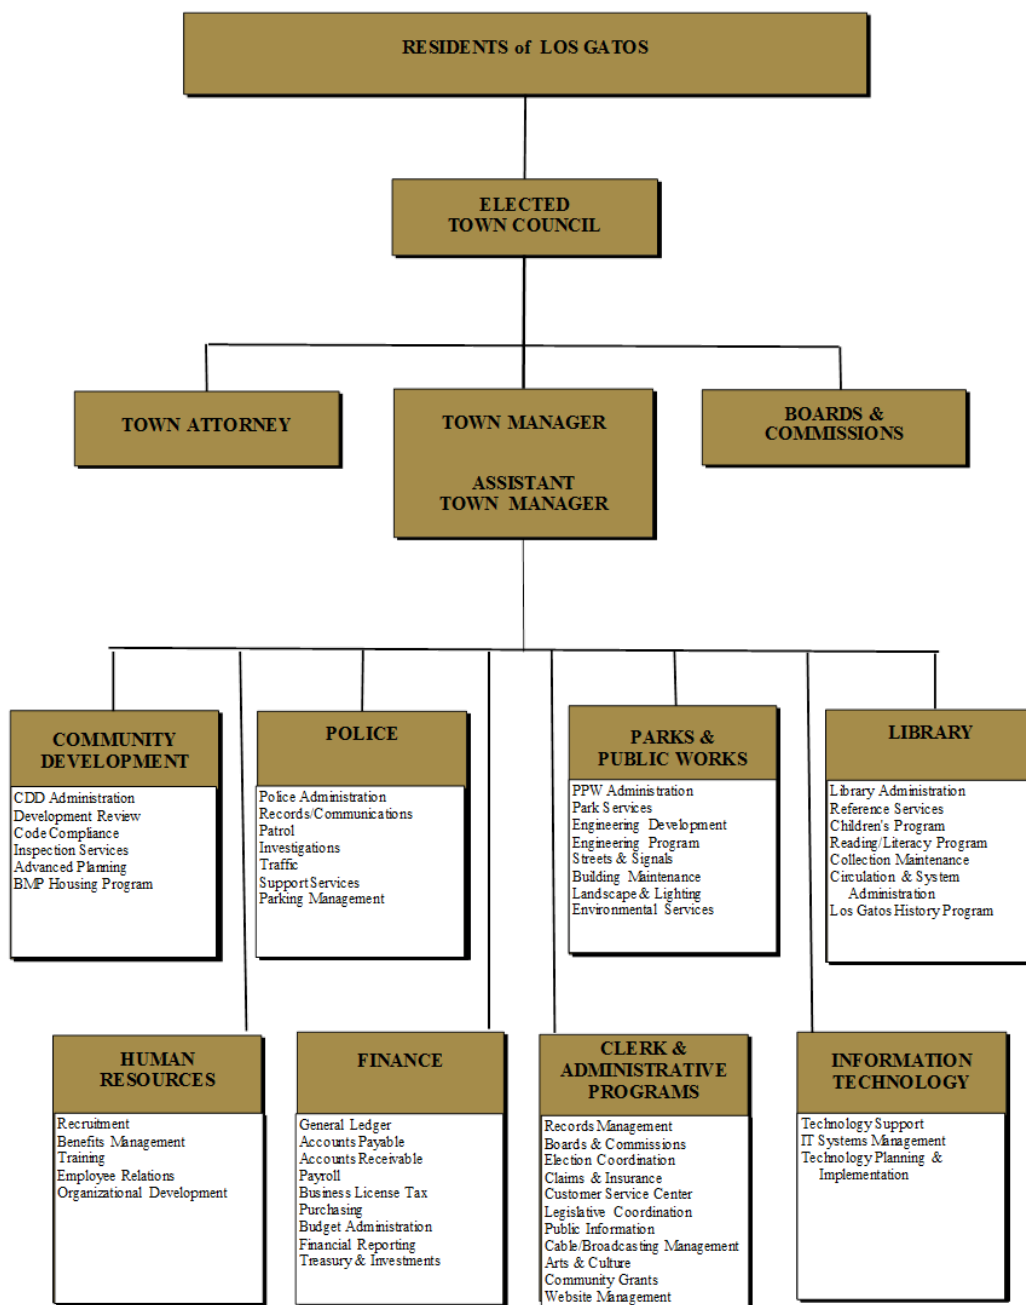 RESIDENTS of LOS GATOS
ELECTED
TOWN COUNCIL
TOWN ATTORNEY
TOWN MANAGER
ASSISTANT
TOWN MANAGER
BOARDS &
COMMISSIONS
COMMUNITY
DEVELOPMENT
CDD Administration
Development Review
Code Compliance
Inspection Services
Advanced Planning
BMP Housing Program
POLICE
Police Administration
Records/Communications
Patrol
Investigations
Traffic
Support Services
Parking Management
PARKS &
PUBLIC WORKS
PPW Administration
Park Services
Engineering Development
Engineering Program
Streets & Signals
Building Maintenance
Landscape & Lighting
Environmental Services
LIBRARY
Library Administration
Reference Services
Children's Program
Reading/Literacy Program
Collection Maintenance
Circulation & System
Administration
Los Gatos History Program
HUMAN
RESOURCES
Recruitment
Benefits Management
Training
Employee Relations
Organizational Development
FINANCE
General Ledger
Accounts Payable
Accounts Receivable
Payroll
Business License Tax
Purchasing
Budget Administration
Financial Reporting
Treasury & Investments
CLERK &
ADMINISTRATIVE
PROGRAMS
Records Management
Boards & Commissions
Election Coordination
Claims & Insurance
Customer Service Center
Legislative Coordination
Public Information
Cable/Broadcasting Management
Arts & Culture
Community Grants
Website Management
INFORMATION
TECHNOLOGY
Technology Support
IT Systems Management
Technology Planning &
Implementation